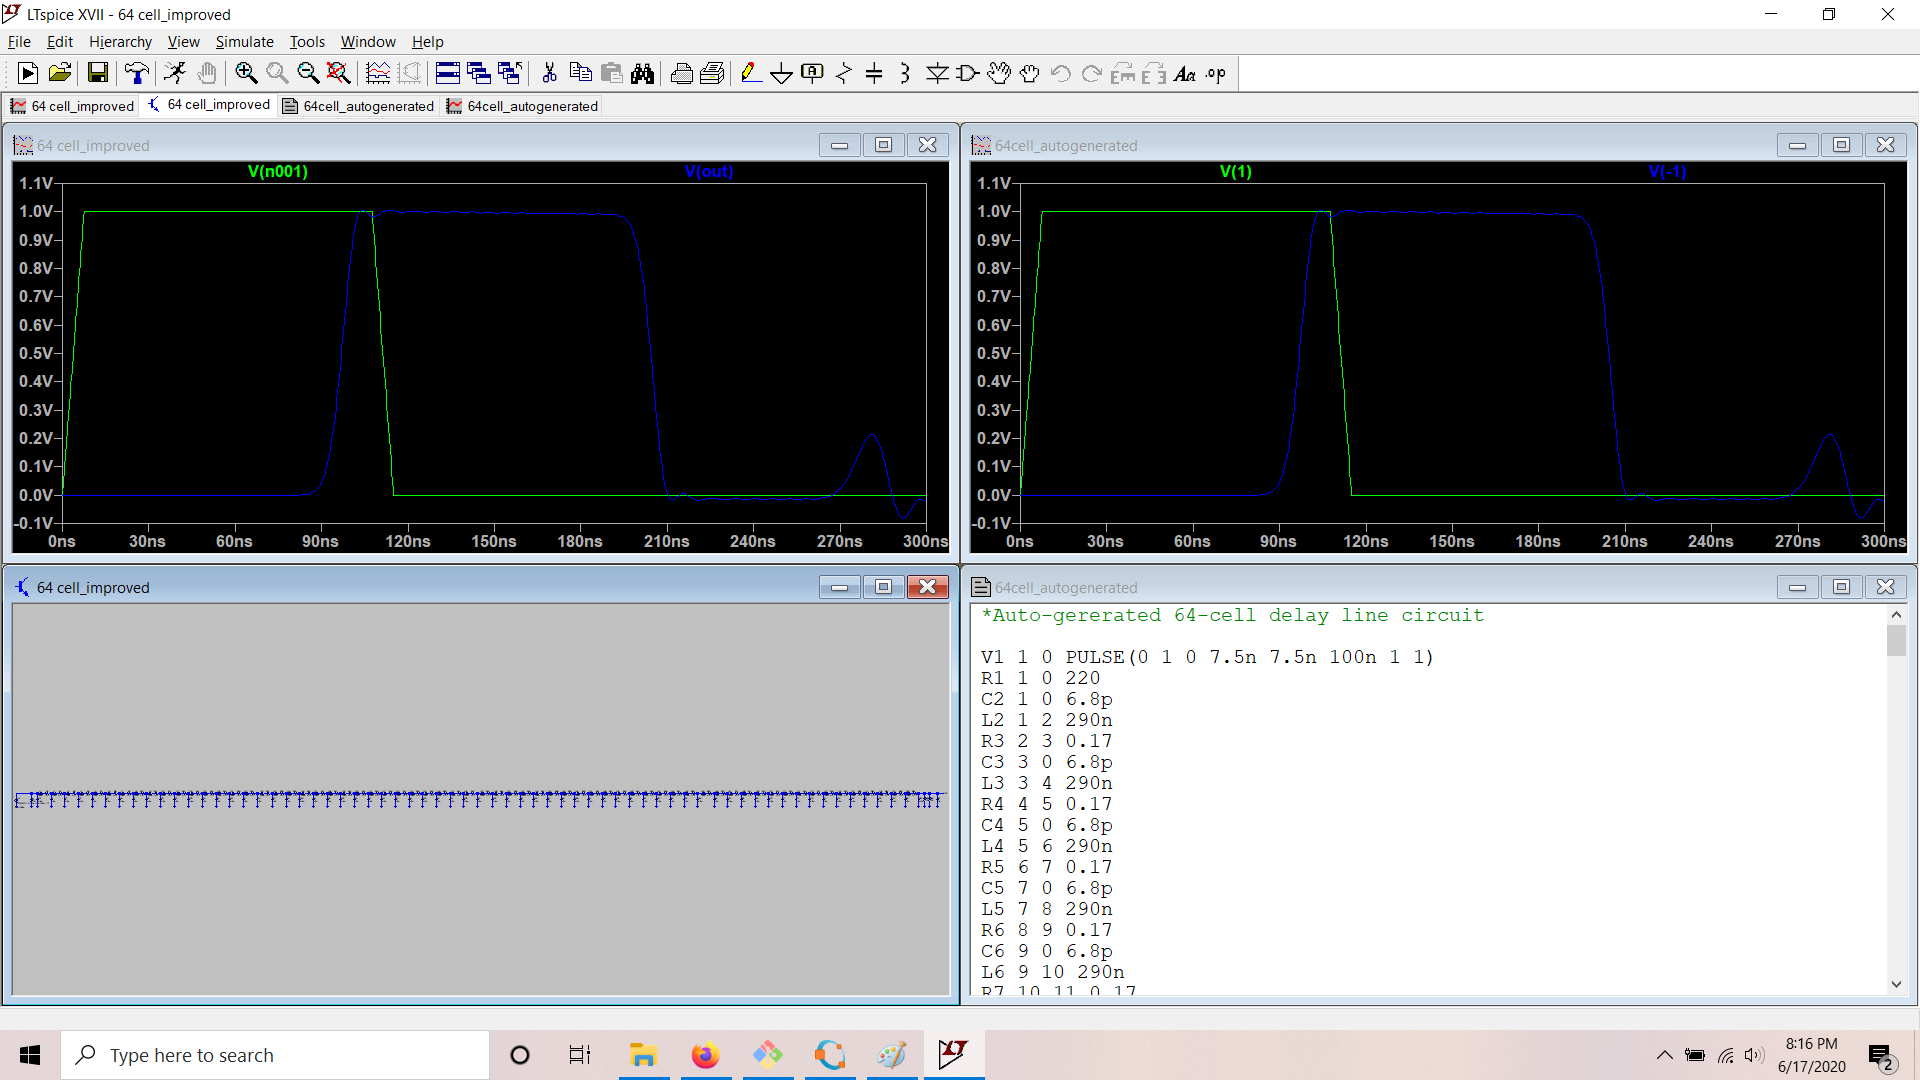 LTspice XVII - 64 cell_improved
File Edit Hierarchy View Simulate Tools Window Help
64 cell_improved 64 cell_improved 64cell_autogenerated 64cell_autogenerated
64 cell_improved
V(n001) V(out)
1.1V
1.0V
0.9V
0.8V
0.7V
0.6V
0.5V
0.4V
0.3V
0.2V
0.1V
0.0V
-0.1V
0ns 30ns 60ns 90ns 120ns 150ns 180ns 210ns 240ns 270ns 300ns
64cell_autogenerated
V(1) V(-1)
1.1V
1.0V
0.9V
0.8V
0.7V
0.6V
0.5V
0.4V
0.3V
0.2V
0.1V
0.0V
-0.1V
0ns 30ns 60ns 90ns 120ns 150ns 180ns 210ns 240ns 270ns 300ns
64 cell_improved
64cell_autogenerated
*Auto-gererated 64-cell delay line circuit
V1 1 0 PULSE(0 1 0 7.5n 7.5n 100n 1 1)
R1 1 0 220
C2 1 0 6.8p
L2 1 2 290n
R3 2 3 0.17
C3 3 0 6.8p
L3 3 4 290n
R4 4 5 0.17
C4 5 0 6.8p
L4 5 6 290n
R5 6 7 0.17
C5 7 0 6.8p
L5 7 8 290n
R6 8 9 0.17
C6 9 0 6.8p
L6 9 10 290n
R7 10 11 0.17
Type here to search
8:16 PM
6/17/2020
2